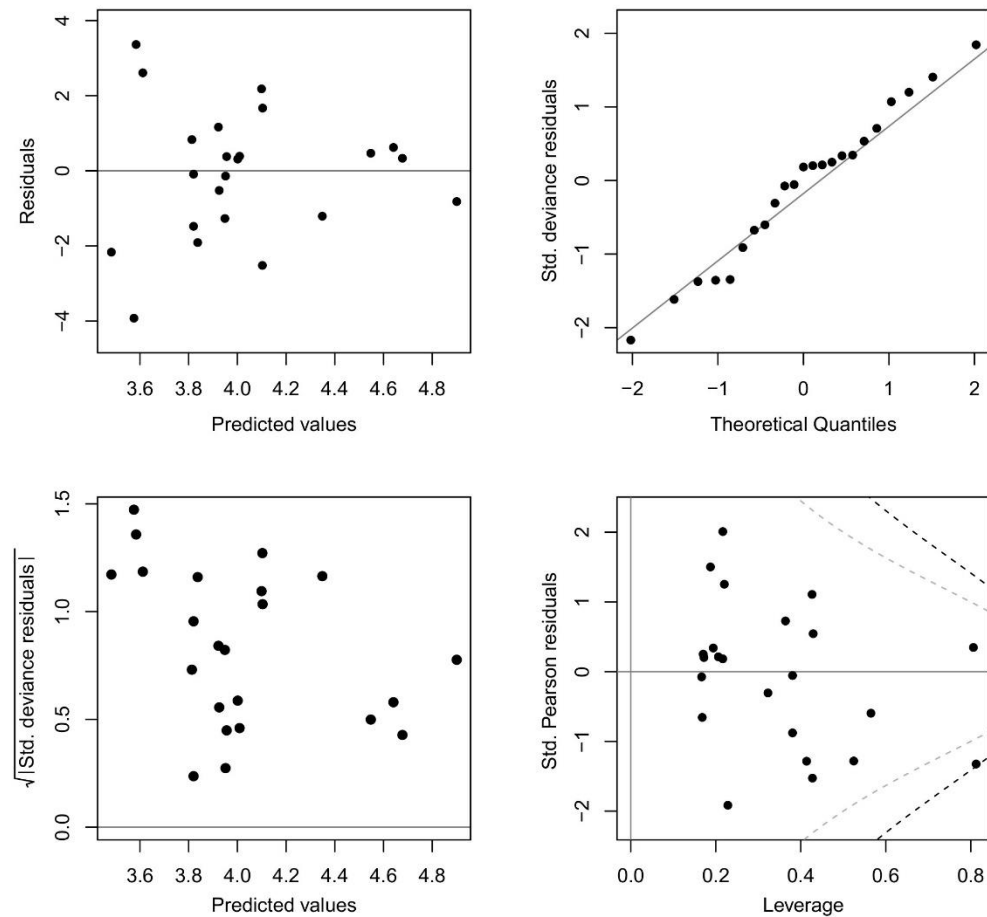 Residuals
4
2
0
−2
−4
3.6 3.8 4.0 4.2 4.4 4.6 4.8
Predicted values
Std. deviance residuals
2
1
0
−1
−2
−2 −1 0 1 2
Theoretical Quantiles
√|Std. deviance residuals|
1.5
1.0
0.5
0.0
3.6 3.8 4.0 4.2 4.4 4.6 4.8
Predicted values
Std. Pearson residuals
2
1
0
−1
−2
0.0 0.2 0.4 0.6 0.8
Leverage